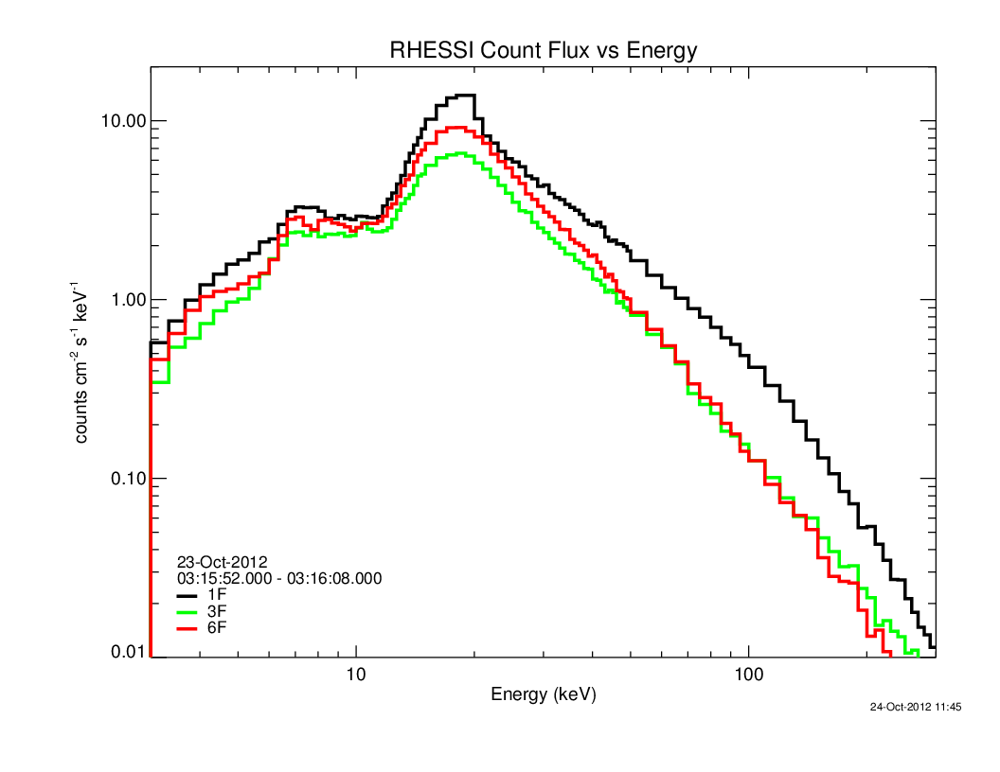 RHESSI Count Flux vs Energy
10.00
1.00
0.10
0.01
counts cm-2 s-1 keV-1
23-Oct-2012
03:15:52.000 - 03:16:08.000
1F
3F
6F
10
100
Energy (keV)
24-Oct-2012 11:45